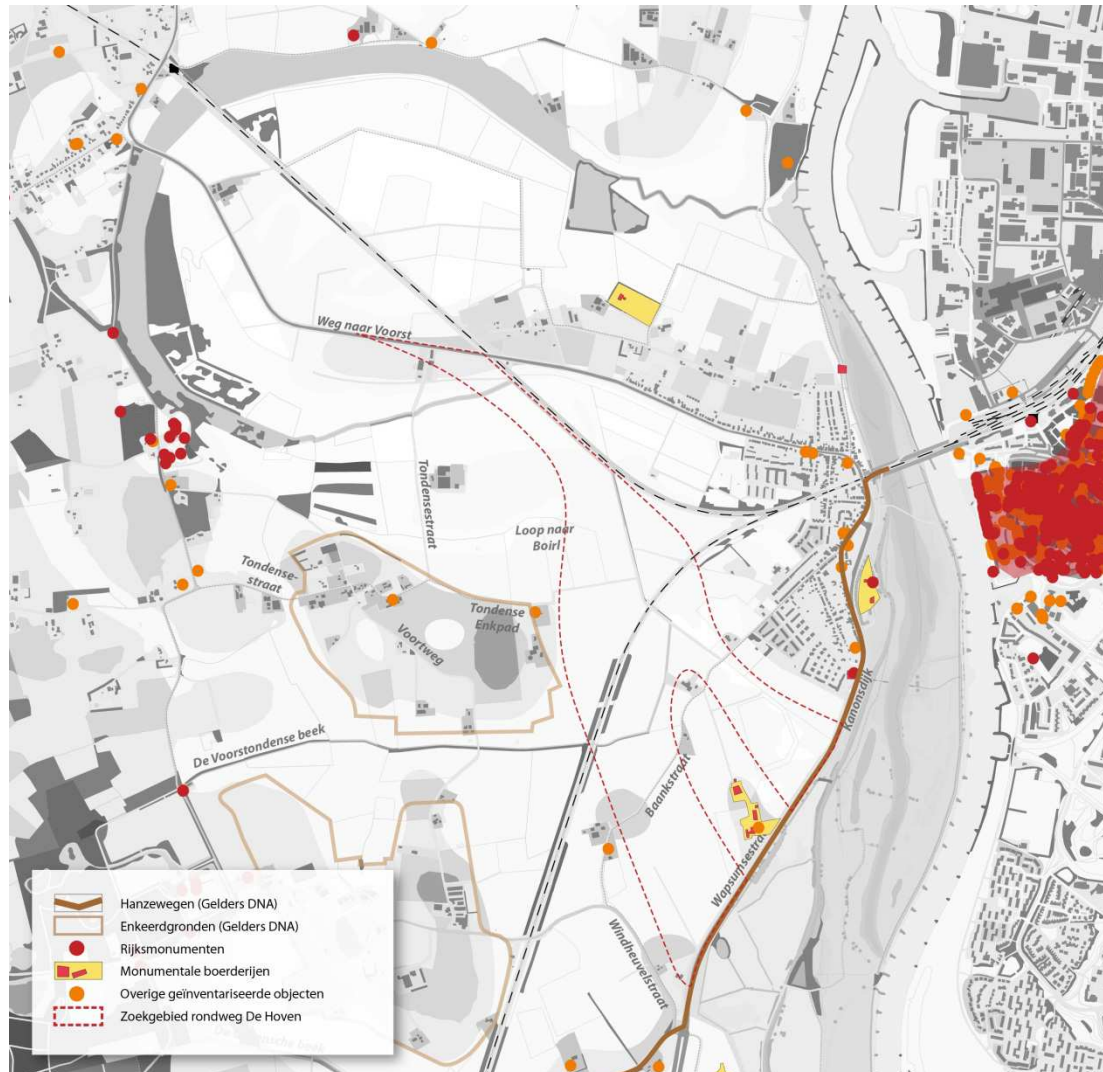 Weg naar Voorst
Tondensestraat
Loop naar
Boirl
Tondense-
straat
Tondense
Enkpad
Voortweg
Kanonsdijk
De Voorstondense beek
Baankstraat
Windheuvelstraat
Hanzewegen (Gelders DNA)
Enkeerdgronden (Gelders DNA)
Rijksmonumenten
Monumentale boerderijen
Overige geïnventariseerde objecten
Zoekgebied rondweg De Hoven